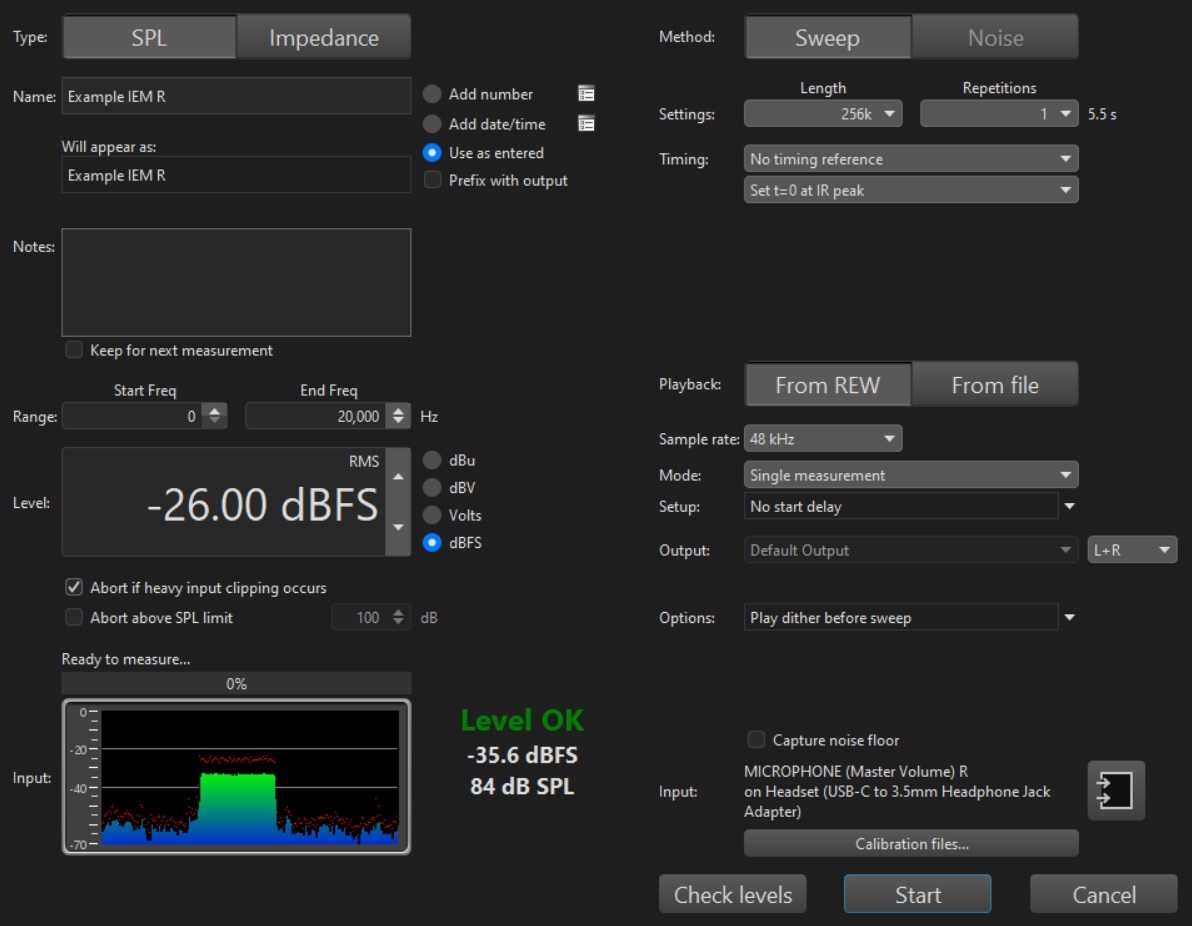 Type: SPL Impedance
Name: Example IEM R
Add number
Add date/time
Will appear as:
Use as entered
Example IEM R
Prefix with output
Notes:
Keep for next measurement
Start Freq End Freq
Range: 0 20,000 Hz
RMS
Level: -26.00 dBFS
dBu
dBV
Volts
dBFS
Abort if heavy input clipping occurs
Abort above SPL limit 100 dB
Ready to measure...
0%
Input:
0
-20
-40
-70
Level OK
-35.6 dBFS
84 dB SPL
Method: Sweep Noise
Length Repetitions
Settings: 256k 1 5.5 s
Timing: No timing reference
Set t=0 at IR peak
Playback: From REW From file
Sample rate: 48 kHz
Mode: Single measurement
Setup: No start delay
Output: Default Output L+R
Options: Play dither before sweep
Capture noise floor
Input:
MICROPHONE (Master Volume) R
on Headset (USB-C to 3.5mm Headphone Jack
Adapter)
Calibration files...
Check levels Start Cancel